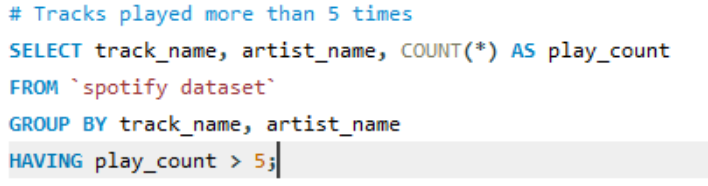 # Tracks played more than 5 times
SELECT track_name, artist_name, COUNT(*) AS play_count
FROM `spotify dataset`
GROUP BY track_name, artist_name
HAVING play_count > 5;